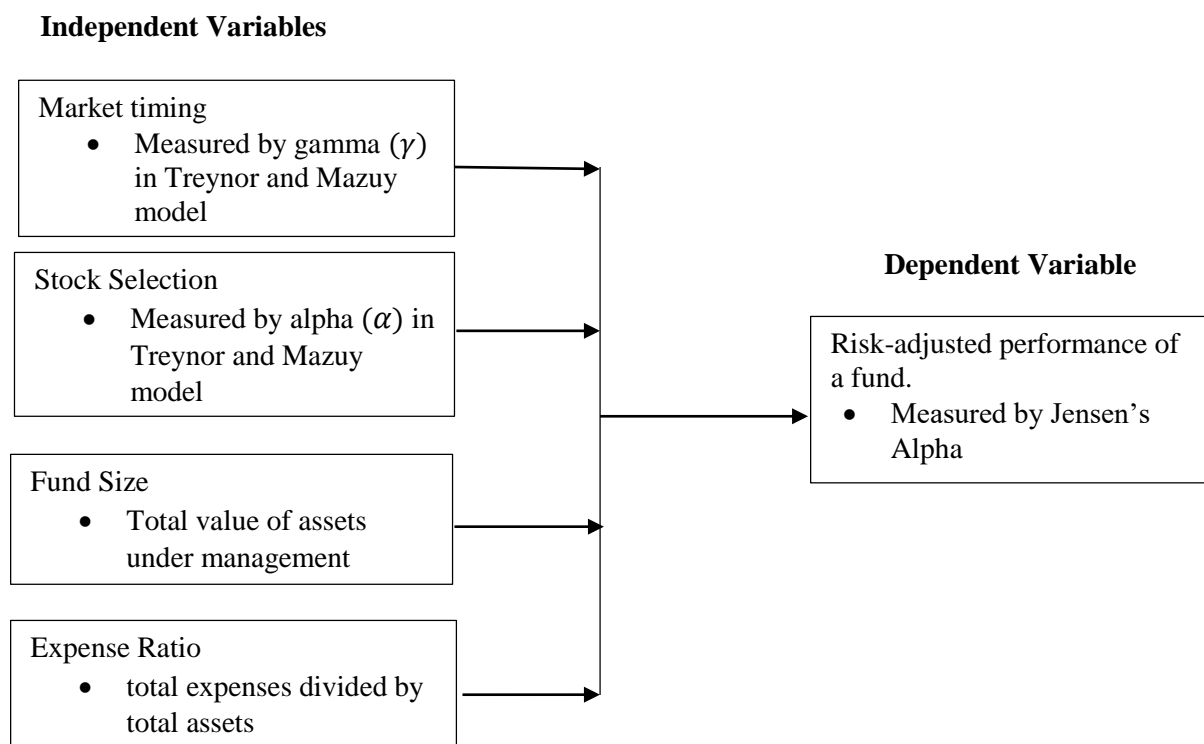 Independent Variables
Market timing
• Measured by gamma (γ)
in Treynor and Mazuy
model
Stock Selection
• Measured by alpha (α) in
Treynor and Mazuy
model
Fund Size
• Total value of assets
under management
Expense Ratio
• total expenses divided by
total assets
Dependent Variable
Risk-adjusted performance of
a fund.
• Measured by Jensen’s
Alpha